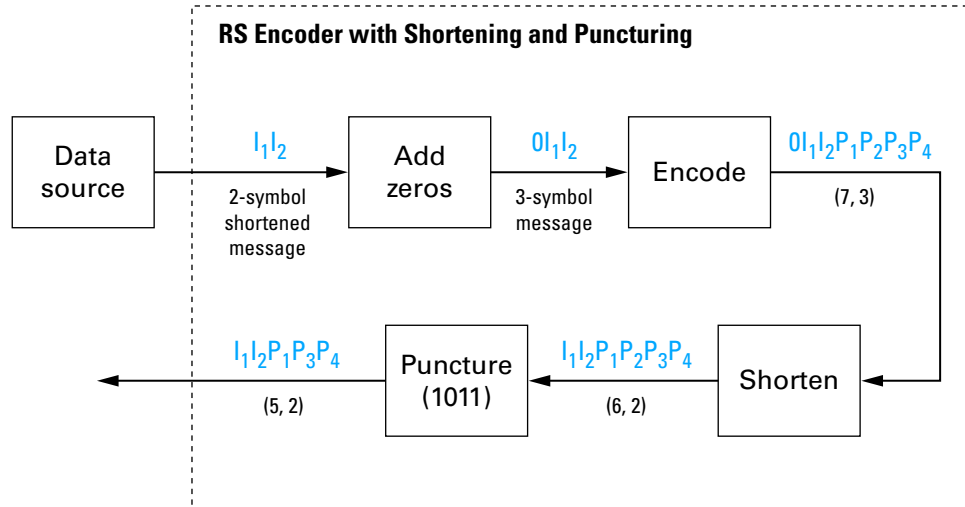 RS Encoder with Shortening and Puncturing
Data
source
I₁I₂
2-symbol
shortened
message
Add
zeros
0I₁I₂
3-symbol
message
Encode
0I₁I₂P₁P₂P₃P₄
(7, 3)
I₁I₂P₁P₃P₄
(5, 2)
Puncture
(1011)
I₁I₂P₁P₂P₃P₄
(6, 2)
Shorten